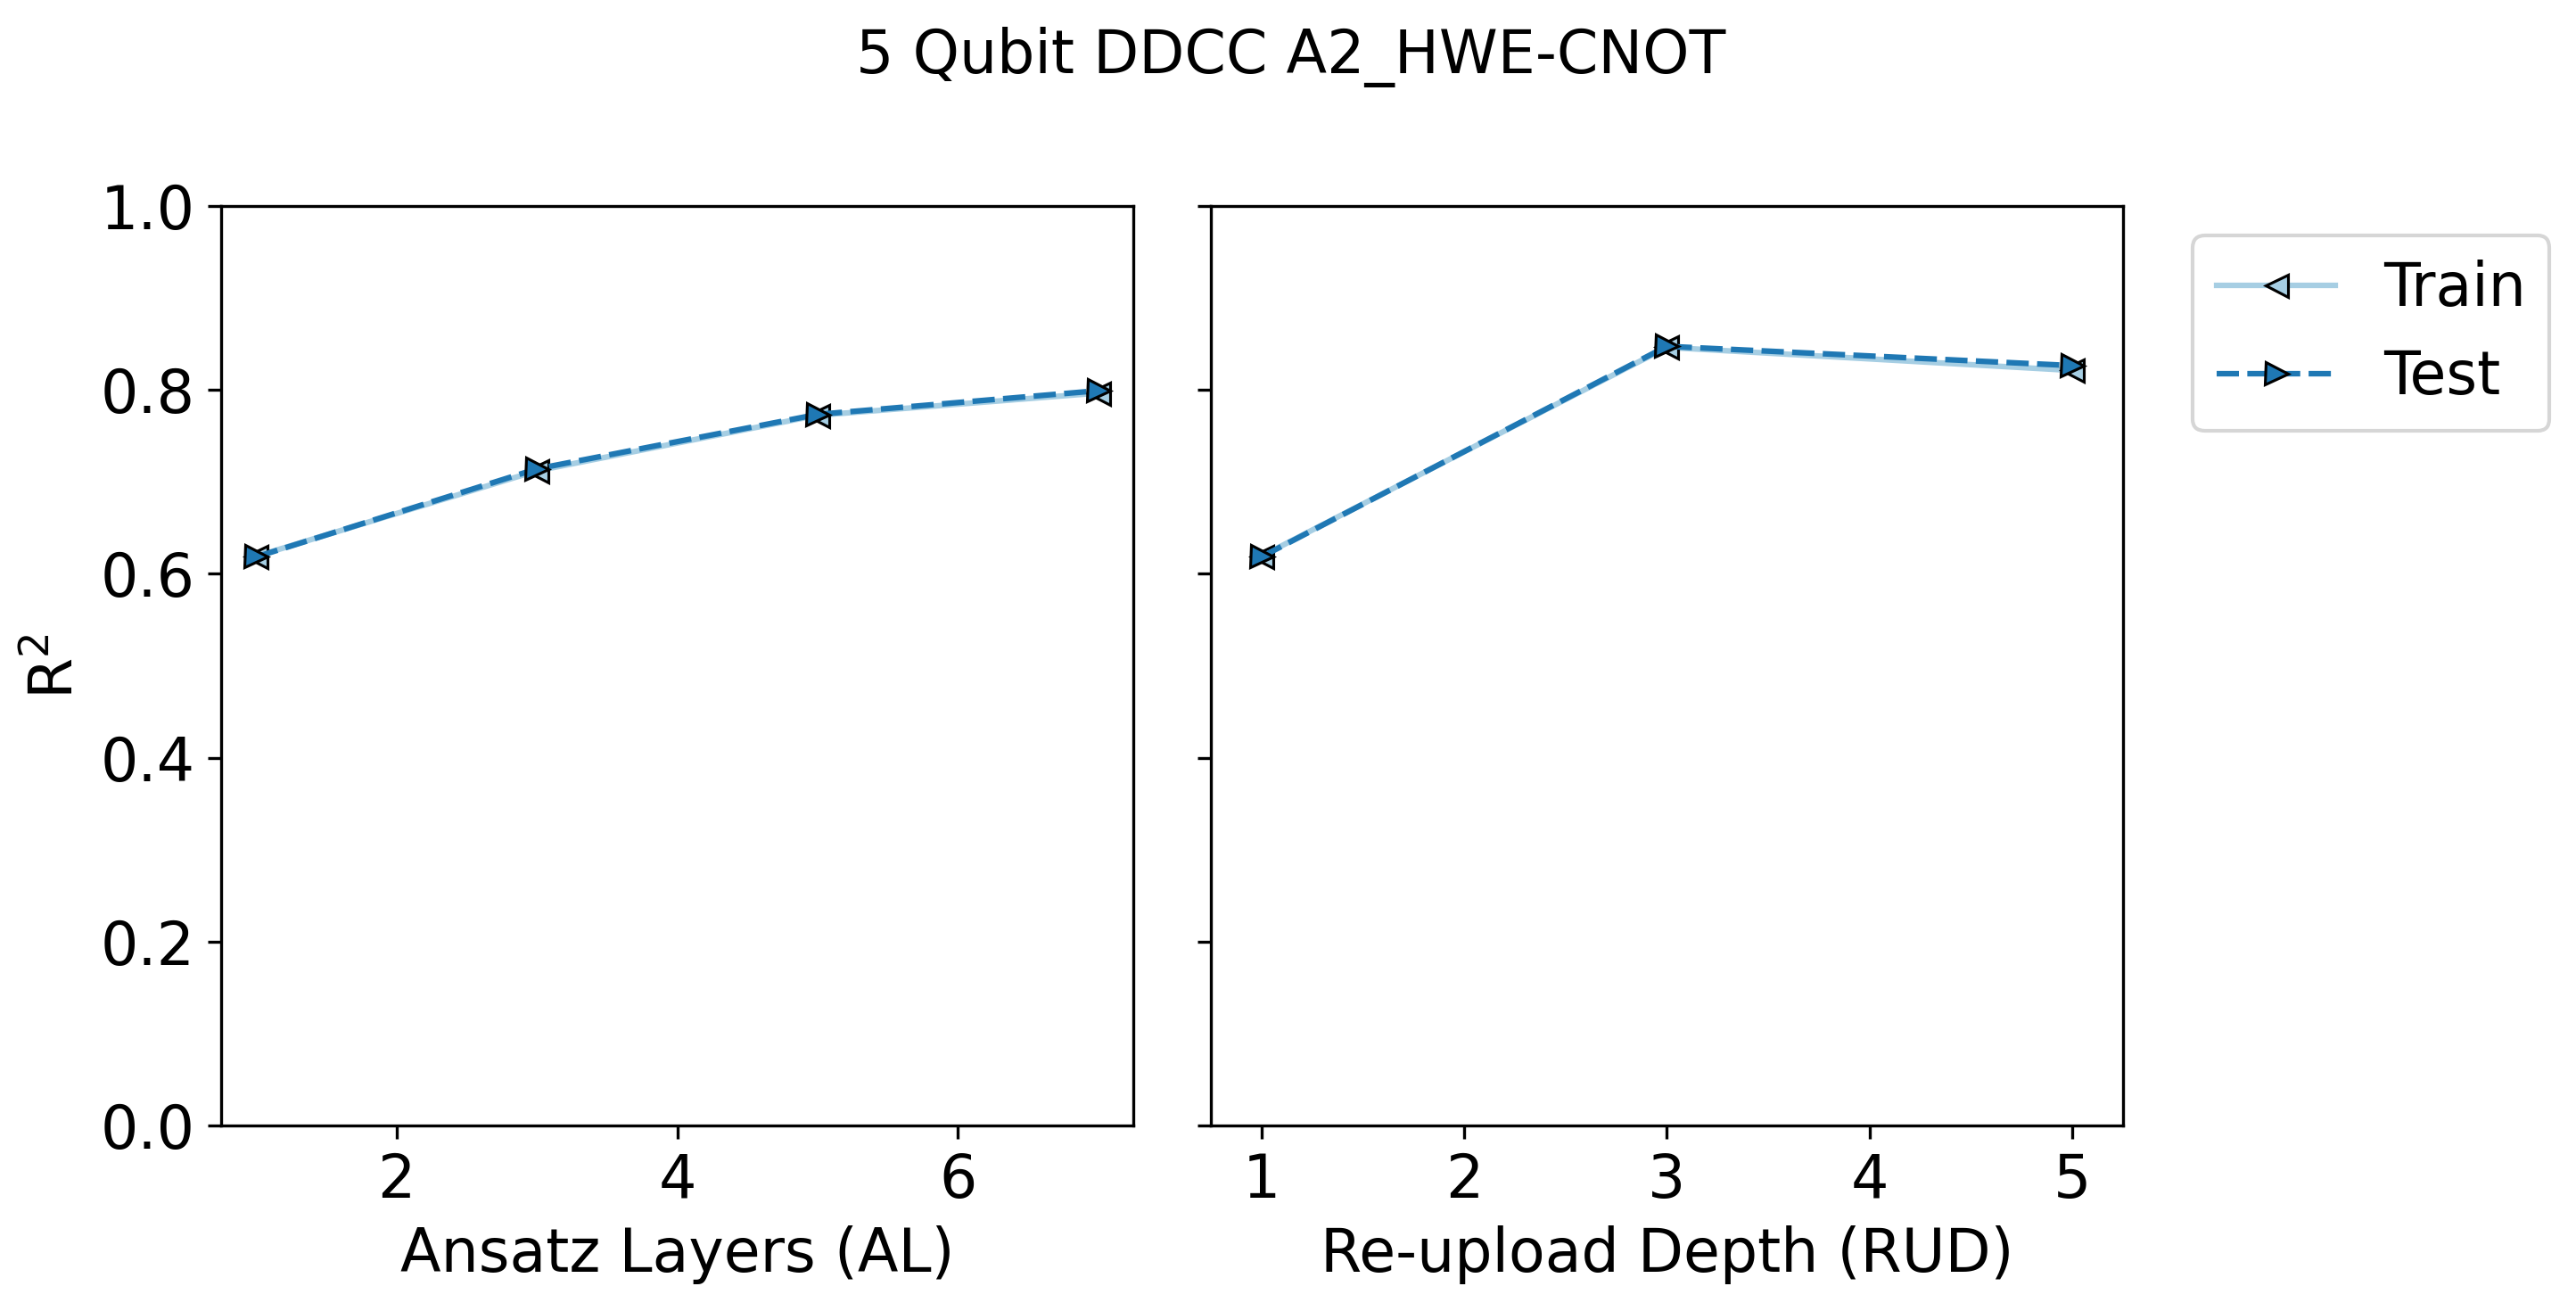 5 Qubit DDCC A2_HWE-CNOT
1.0
0.8
0.6
0.4
0.2
0.0
R²
2 4 6
Ansatz Layers (AL)
1 2 3 4 5
Re-upload Depth (RUD)
Train
Test